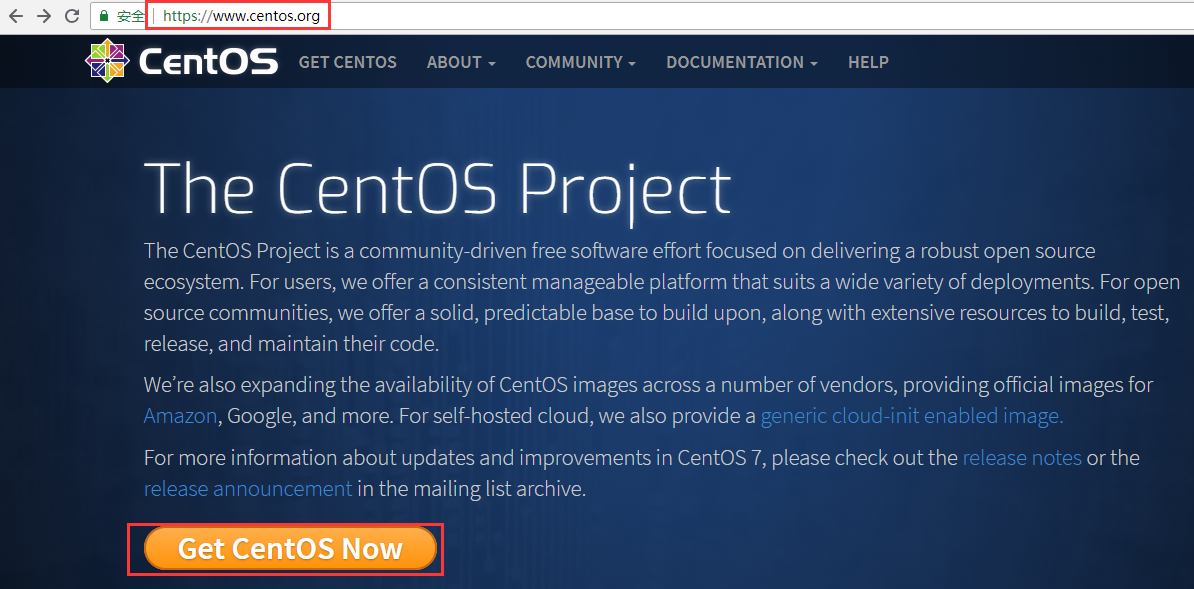 安全 https://www.centos.org
CentOS GET CENTOS ABOUT COMMUNITY DOCUMENTATION HELP
The CentOS Project
The CentOS Project is a community-driven free software effort focused on delivering a robust open source
ecosystem. For users, we offer a consistent manageable platform that suits a wide variety of deployments. For open
source communities, we offer a solid, predictable base to build upon, along with extensive resources to build, test,
release, and maintain their code.
We’re also expanding the availability of CentOS images across a number of vendors, providing official images for
Amazon, Google, and more. For self-hosted cloud, we also provide a generic cloud-init enabled image.
For more information about updates and improvements in CentOS 7, please check out the release notes or the
release announcement in the mailing list archive.
Get CentOS Now